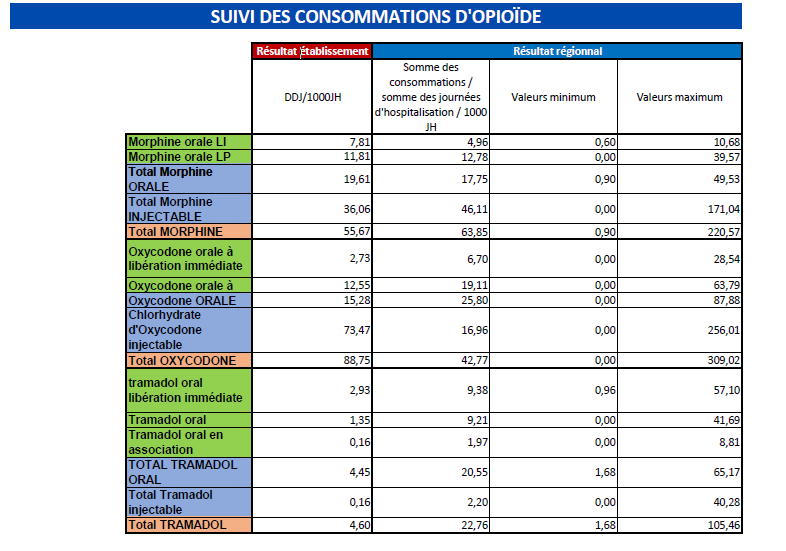 SUIVI DES CONSOMMATIONS D'OPIOÏDE
Résultat établissement Résultat régional
DDJ/1000JH
Somme des
consommations /
somme des journées
d'hospitalisation / 1000
JH
Valeurs minimum
Valeurs maximum
Morphine orale LI 7,81 4,96 0,60 10,68
Morphine orale LP 11,81 12,78 0,00 39,57
Total Morphine
ORALE 19,61 17,75 0,90 49,53
Total Morphine
INJECTABLE 36,06 46,11 0,00 171,04
Total MORPHINE 55,67 63,85 0,90 220,57
Oxycodone orale à
libération immédiate 2,73 6,70 0,00 28,54
Oxycodone orale à 12,55 19,11 0,00 63,79
Oxycodone ORALE 15,28 25,80 0,00 87,88
Chlorhydrate
d'Oxycodone
injectable 73,47 16,96 0,00 256,01
Total OXYCODONE 88,75 42,77 0,00 309,02
tramadol oral
libération immédiate 2,93 9,38 0,96 57,10
Tramadol oral 1,35 9,21 0,00 41,69
Tramadol oral en
association 0,16 1,97 0,00 8,81
TOTAL TRAMADOL
ORAL 4,45 20,55 1,68 65,17
Total Tramadol
injectable 0,16 2,20 0,00 40,28
Total TRAMADOL 4,60 22,76 1,68 105,46